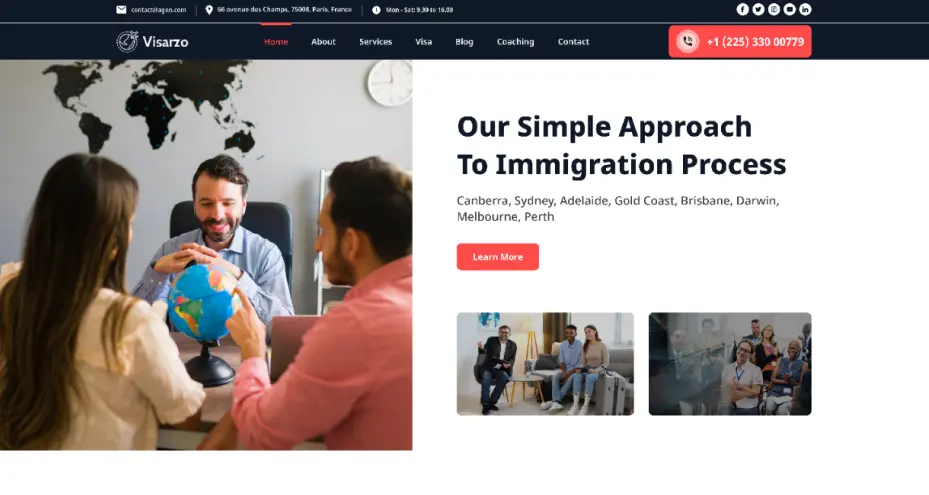 contact@agon.com
66 avenue des Champs, 75008, Paris, France
Mon - Sat: 9.30 to 16.00
Visarzo
Home
About
Services
Visa
Blog
Coaching
Contact
+1 (225) 330 00779
Our Simple Approach
To Immigration Process
Canberra, Sydney, Adelaide, Gold Coast, Brisbane, Darwin,
Melbourne, Perth
Learn More